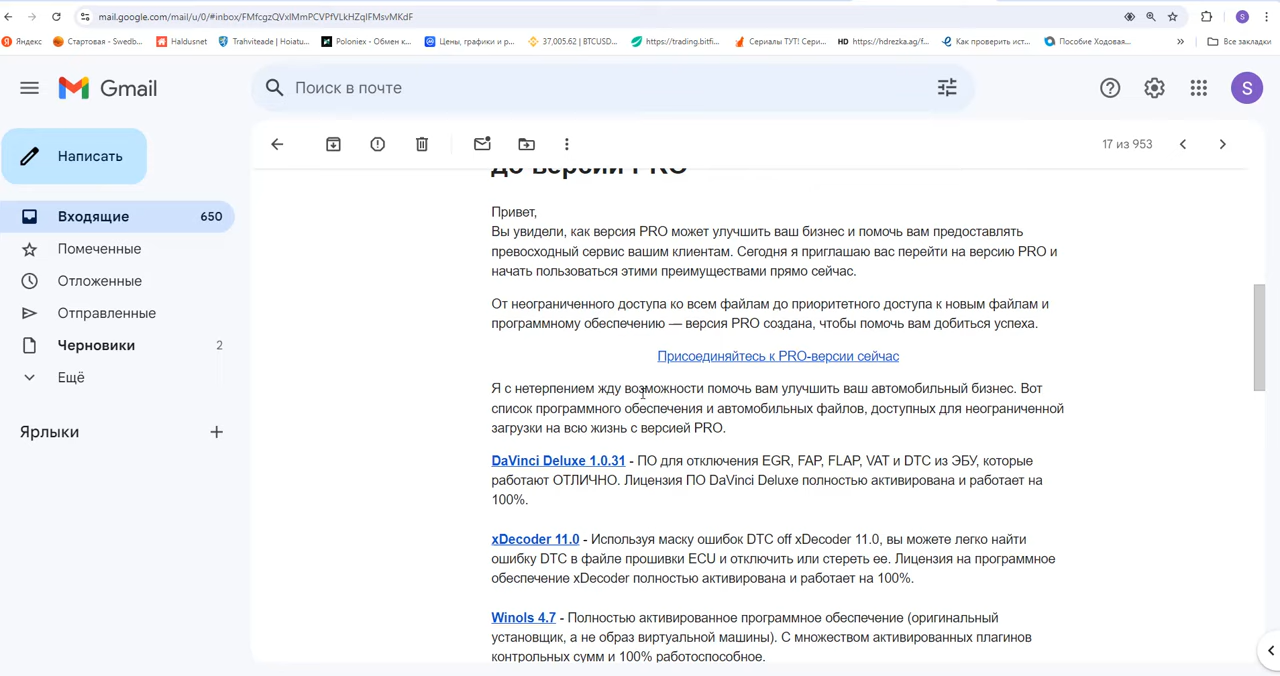 mail.google.com/mail/u/0/#inbox/FMfcgzQVxlMmPCVPfVLkHZqlFMsvMKdF
S
Яндекс
Стартовая - Swedb...
Haldusnet
Trahviteade | Hoiatu...
Poloniex - Обмен к...
Цены, графики и р...
37,005.62 | BTCUSD...
https://trading.bitfi...
Сериалы ТУТ! Сери...
HD https://hdrezka.ag/f...
Как проверить ист...
Пособие Ходовая...
»
Все закладки
Gmail
Поиск в почте
S
Написать
17 из 953
Входящие 650
Помеченные
Отложенные
Отправленные
Черновики 2
Ещё
Ярлыки
до версии PRO
Привет,
Вы увидели, как версия PRO может улучшить ваш бизнес и помочь вам предоставлять
превосходный сервис вашим клиентам. Сегодня я приглашаю вас перейти на версию PRO и
начать пользоваться этими преимуществами прямо сейчас.
От неограниченного доступа ко всем файлам до приоритетного доступа к новым файлам и
программному обеспечению — версия PRO создана, чтобы помочь вам добиться успеха.
Присоединяйтесь к PRO-версии сейчас
Я с нетерпением жду возможности помочь вам улучшить ваш автомобильный бизнес. Вот
список программного обеспечения и автомобильных файлов, доступных для неограниченной
загрузки на всю жизнь с версией PRO.
DaVinci Deluxe 1.0.31 - ПО для отключения EGR, FAP, FLAP, VAT и DTC из ЭБУ, которые
работают ОТЛИЧНО. Лицензия ПО DaVinci Deluxe полностью активирована и работает на
100%.
xDecoder 11.0 - Используя маску ошибок DTC off xDecoder 11.0, вы можете легко найти
ошибку DTC в файле прошивки ECU и отключить или стереть ее. Лицензия на программное
обеспечение xDecoder полностью активирована и работает на 100%.
Winols 4.7 - Полностью активированное программное обеспечение (оригинальный
установщик, а не образ виртуальной машины). С множеством активированных плагинов
контрольных сумм и 100% работоспособное.